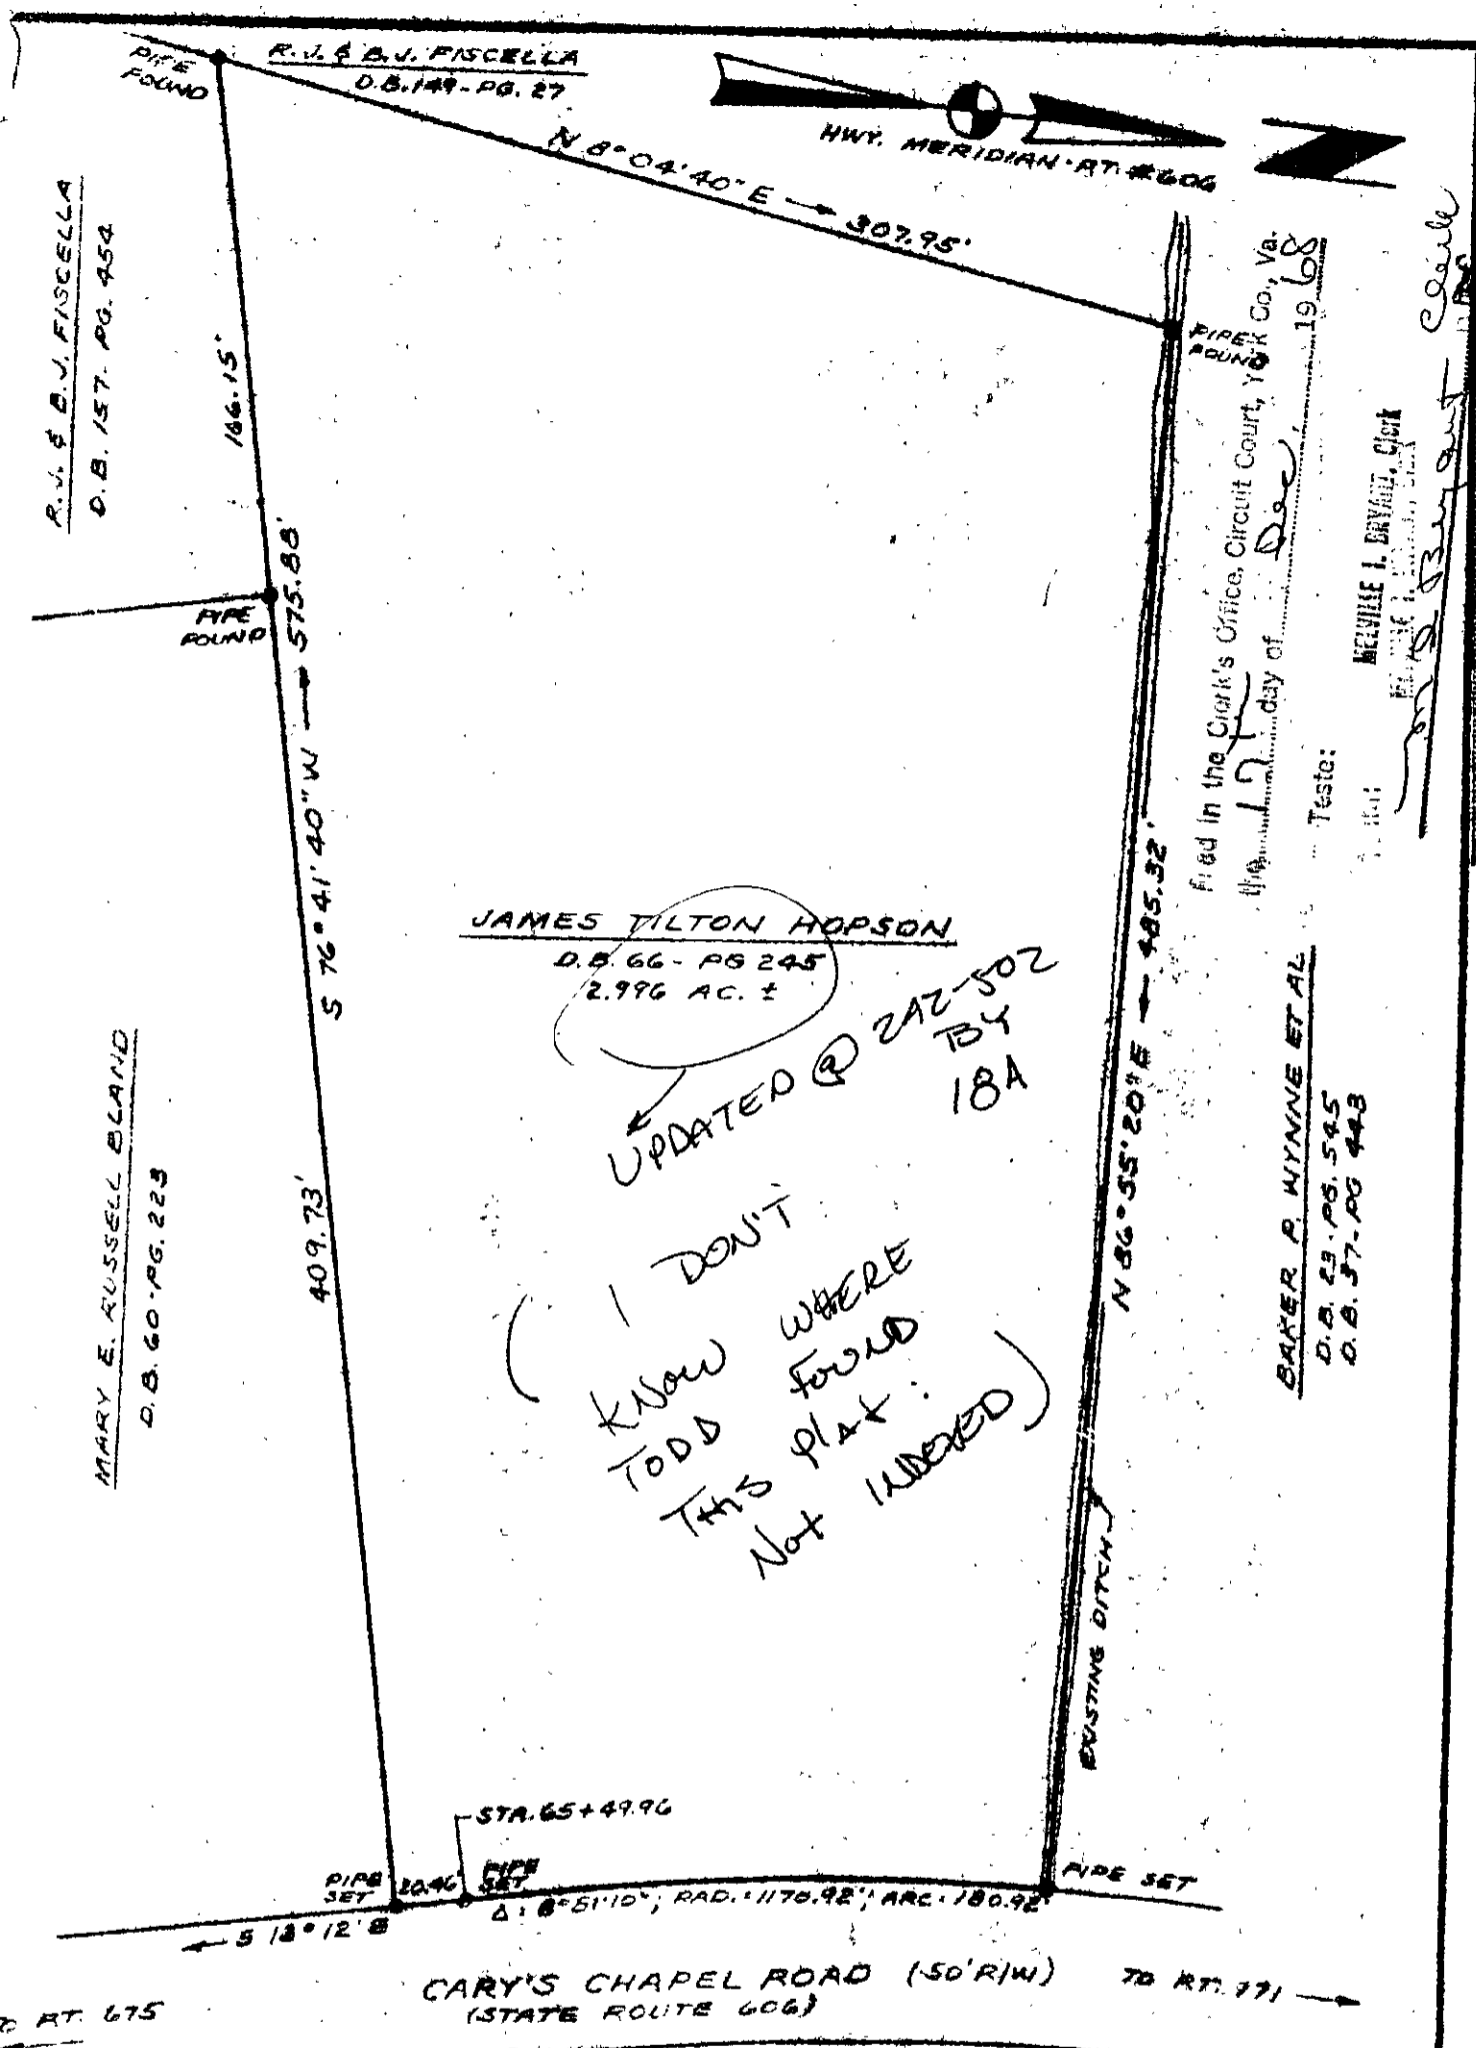 PIPE
FOUND
R.J. & B.J. FISCELLA
D.B. 149 - PG. 27
HWY. MERIDIAN AT #606
N 8° 04' 40" E → 307.95'
PIPE
FOUND
R.J. & B.J. FISCELLA
D.B. 157 - PG. 454
166.15'
PIPE
FOUND
S 76° 41' 40" W → 575.88'
409.73'
MARY E. RUSSELL BLAND
D.B. 60 - PG. 223
JAMES TILTON HOPSON
D.B. 66 - PG 245
2.996 AC. ±
UPDATED @ 242-502
BY
18A
( I DON'T
KNOW WHERE
TODD FOUND
THIS PLAT:
NOT INDEXED)
N 86° 55' 20" E ← 485.32'
EXISTING DITCH
in the Clerk's Office, Circuit Court, York Co., Va.
17 day of Dec, 1968
Teste:
MELVILLE I. BRYANT, Clerk
Bryant Clerk
BAKER P. WYNNE ET AL
D.B. 23 - PG. 545
D.B. 37 - PG 443
STA. 65+49.96
PIPE
SET
20.46'
PIPE
SET
PIPE SET
Δ: 8°51'10"; RAD.: 1170.92'; ARC: 180.92'
← S 18° 12' E
CARY'S CHAPEL ROAD (50' R/W)
(STATE ROUTE 606)
TO RT. 771 →
TO RT. 675